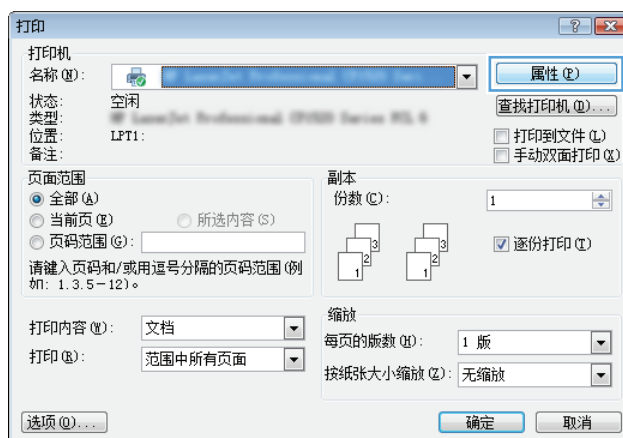 打印
打印机
名称(N):
属性(P)
状态: 空闲
查找打印机(D)...
类型:
位置: LPT1:
打印到文件(L)
备注:
手动双面打印(X)
页面范围
副本
全部(A)
份数(C): 1
当前页(E) 所选内容(S)
页码范围(G):
逐份打印(T)
请键入页码和/或用逗号分隔的页码范围(例
如: 1.3.5-12)。
3 3
2 2
1 1
缩放
打印内容(W): 文档
每页的版数(H): 1 版
打印(R): 范围中所有页面
按纸张大小缩放(Z): 无缩放
选项(O)...
确定
取消